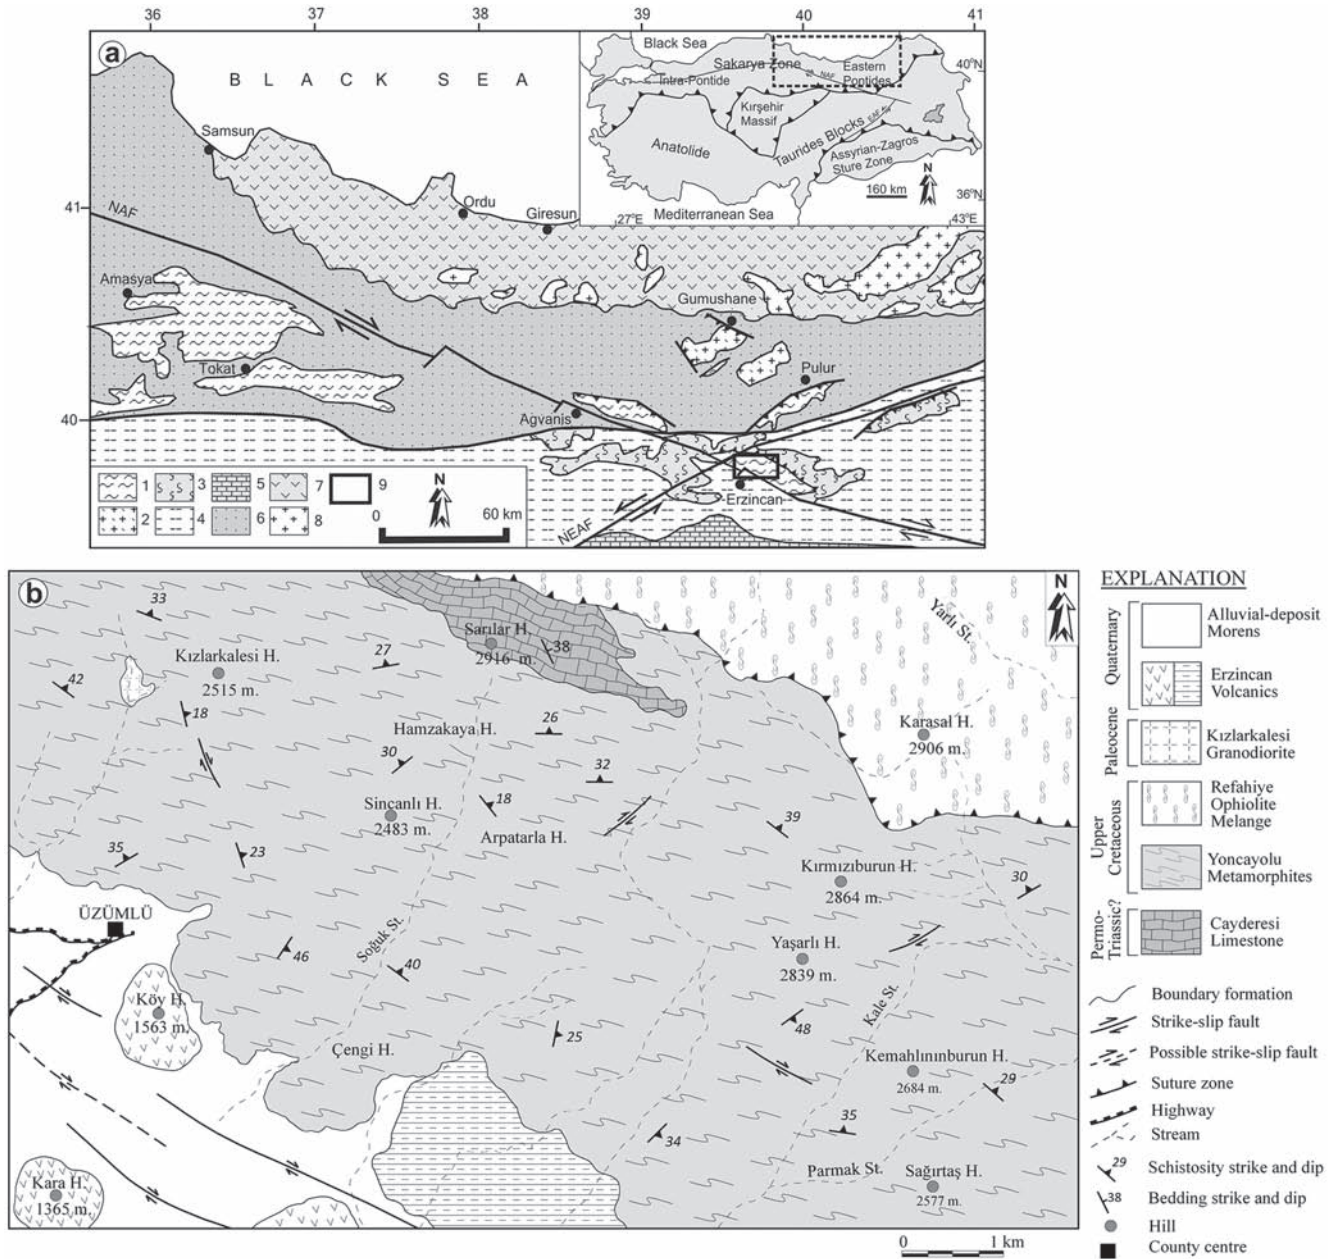 36 37 38 39 40 41
a
BLACK SEA
Samsun
NAF
41
Ordu
Giresun
Amasya
Gumushane
Tokat
Pulur
40
Agvanis
Erzincan
NEAF
1 3 5 7 9
2 4 6 8
N
0 60 km
Black Sea
40°N
Sakarya Zone
NAF
Eastern
Pontides
Intra-Pontide
Kırşehir
Massif
Anatolide
Taurides Blocks
Assyrian-Zagros
Sture Zone
N
160 km
36°N
27°E
Mediterranean Sea
43°E
b
N
33
Yarlı St.
Sarılar H.
2916 m.
38
Kızlarkalesi H.
2515 m.
27
42
18
Hamzakaya H.
26
Karasal H.
2906 m.
30
32
Sinçanlı H.
2483 m.
18
Arpatarla H.
39
35
23
Kırmızıburun H.
2864 m.
30
ÜZÜMLÜ
46
Soğuk St.
40
Yaşarlı H.
2839 m.
Köy H.
1563 m.
Kale St.
48
25
Çengi H.
Kemahlınınburun H.
2684 m.
29
35
34
Parmak St.
Sağırtaş H.
2577 m.
Kara H.
1365 m.
0 1 km
EXPLANATION
Quaternary
Alluvial-deposit
Morens
Erzincan
Volcanics
Paleocene
Kızlarkalesi
Granodiorite
Upper
Cretaceous
Refahiye
Ophiolite
Melange
Yoncayolu
Metamorphites
Permo-
Triassic?
Cayderesi
Limestone
Boundary formation
Strike-slip fault
Possible strike-slip fault
Suture zone
Highway
Stream
29 Schistosity strike and dip
38 Bedding strike and dip
Hill
County centre